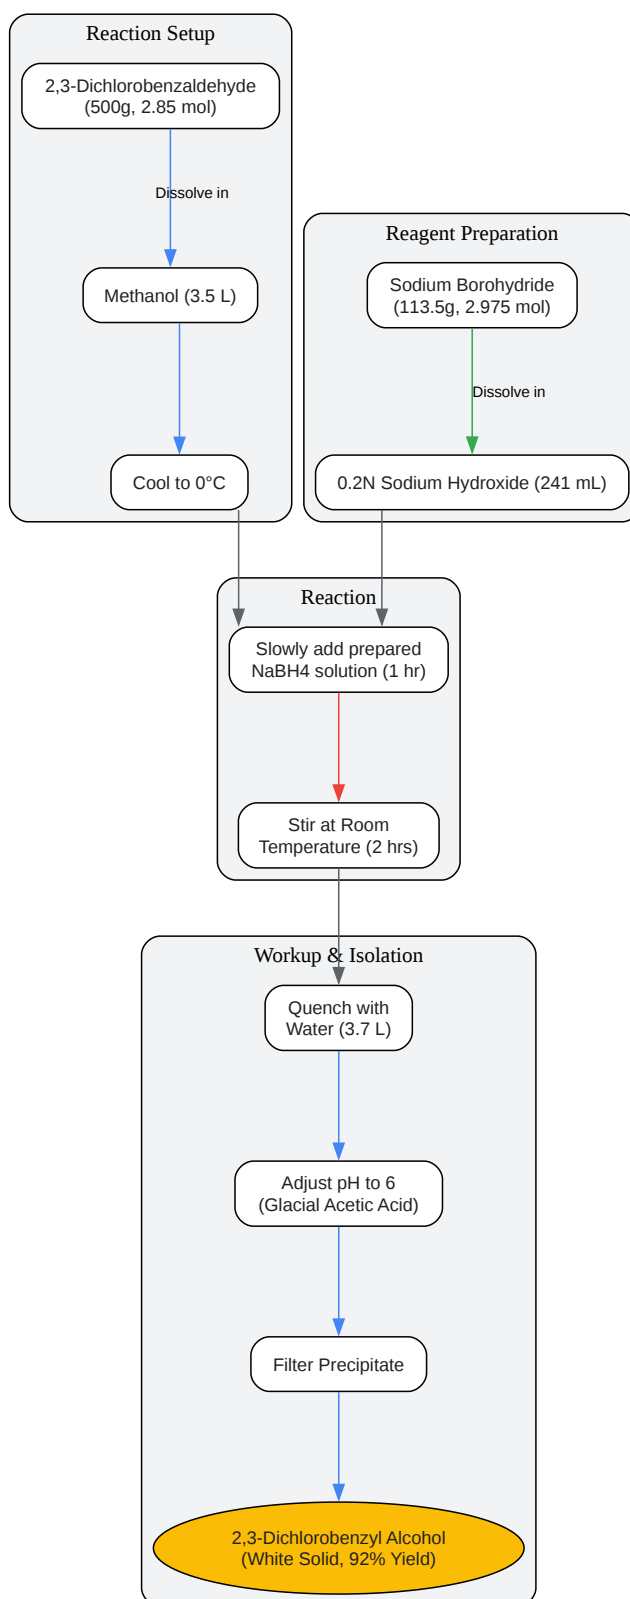 Reaction Setup
2,3-Dichlorobenzaldehyde
(500g, 2.85 mol)
Dissolve in
Methanol (3.5 L)
Cool to 0°C
Reagent Preparation
Sodium Borohydride
(113.5g, 2.975 mol)
Dissolve in
0.2N Sodium Hydroxide (241 mL)
Reaction
Slowly add prepared
NaBH4 solution (1 hr)
Stir at Room
Temperature (2 hrs)
Workup & Isolation
Quench with
Water (3.7 L)
Adjust pH to 6
(Glacial Acetic Acid)
Filter Precipitate
2,3-Dichlorobenzyl Alcohol
(White Solid, 92% Yield)